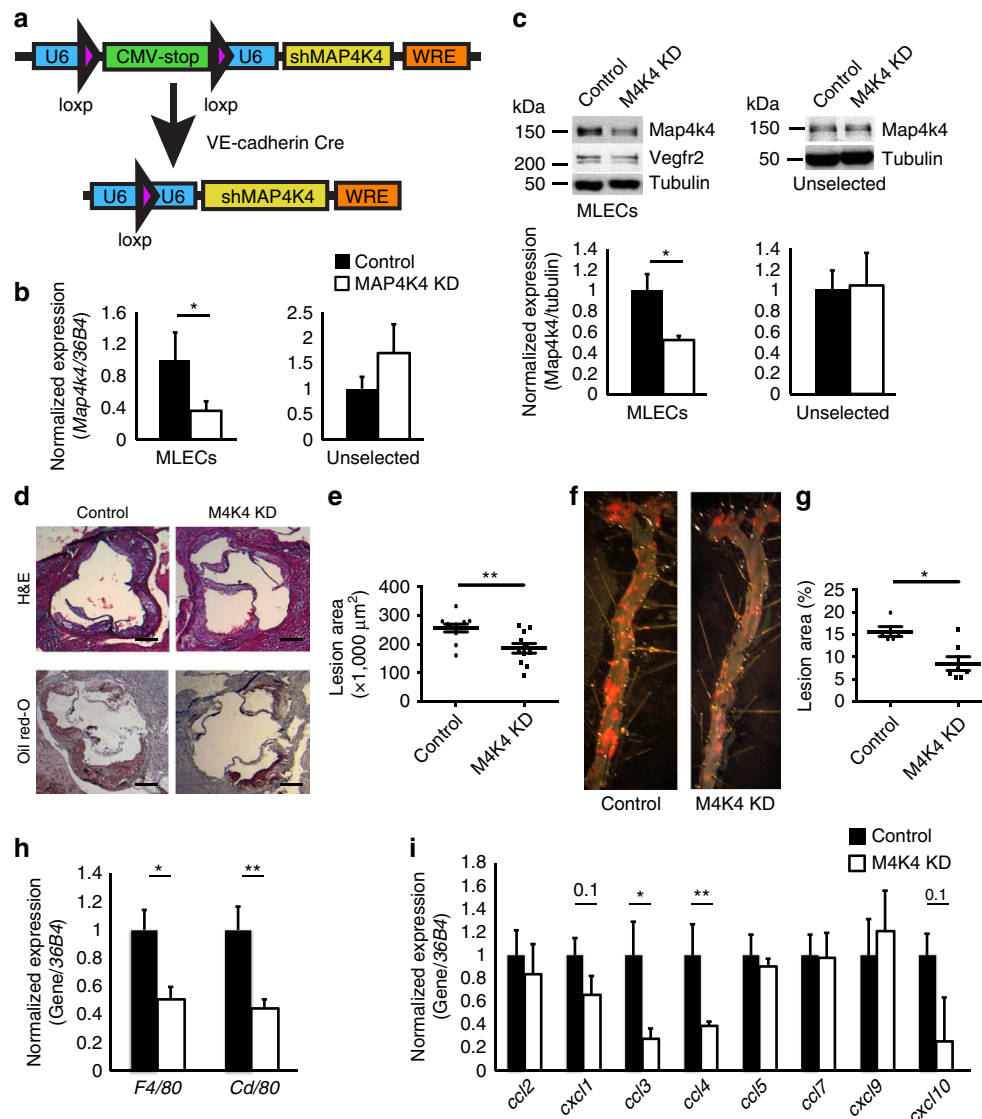 a
U6
CMV-stop
U6
shMAP4K4
WRE
loxp
loxp
VE-cadherin Cre
U6
U6
shMAP4K4
WRE
loxp
Control
MAP4K4 KD
b
Normalized expression
(Map4k4/36B4)
1.6
1.2
0.8
0.4
0
*
MLECs
2.5
2
1.5
1
0.5
0
Unselected
c
Control
M4K4 KD
kDa
150
Map4k4
200
Vegfr2
50
Tubulin
MLECs
Control
M4K4 KD
kDa
150
Map4k4
50
Tubulin
Unselected
Normalized expression
(Map4k4/tubulin)
1.4
1.2
1
0.8
0.6
0.4
0.2
0
*
MLECs
1.4
1.2
1
0.8
0.6
0.4
0.2
0
Unselected
d
Control
M4K4 KD
H&E
Oil red-O
e
Lesion area
(×1,000 μm²)
400
300
200
100
0
**
Control
M4K4 KD
f
Control
M4K4 KD
g
Lesion area (%)
25
20
15
10
5
0
*
Control
M4K4 KD
h
Normalized expression
(Gene/36B4)
1.4
1.2
1
0.8
0.6
0.4
0.2
0
*
**
F4/80
Cd/80
i
Control
M4K4 KD
Normalized expression
(Gene/36B4)
1.8
1.6
1.4
1.2
1
0.8
0.6
0.4
0.2
0
0.1
*
**
0.1
ccl2
cxcl1
ccl3
ccl4
ccl5
ccl7
cxcl9
cxcl10